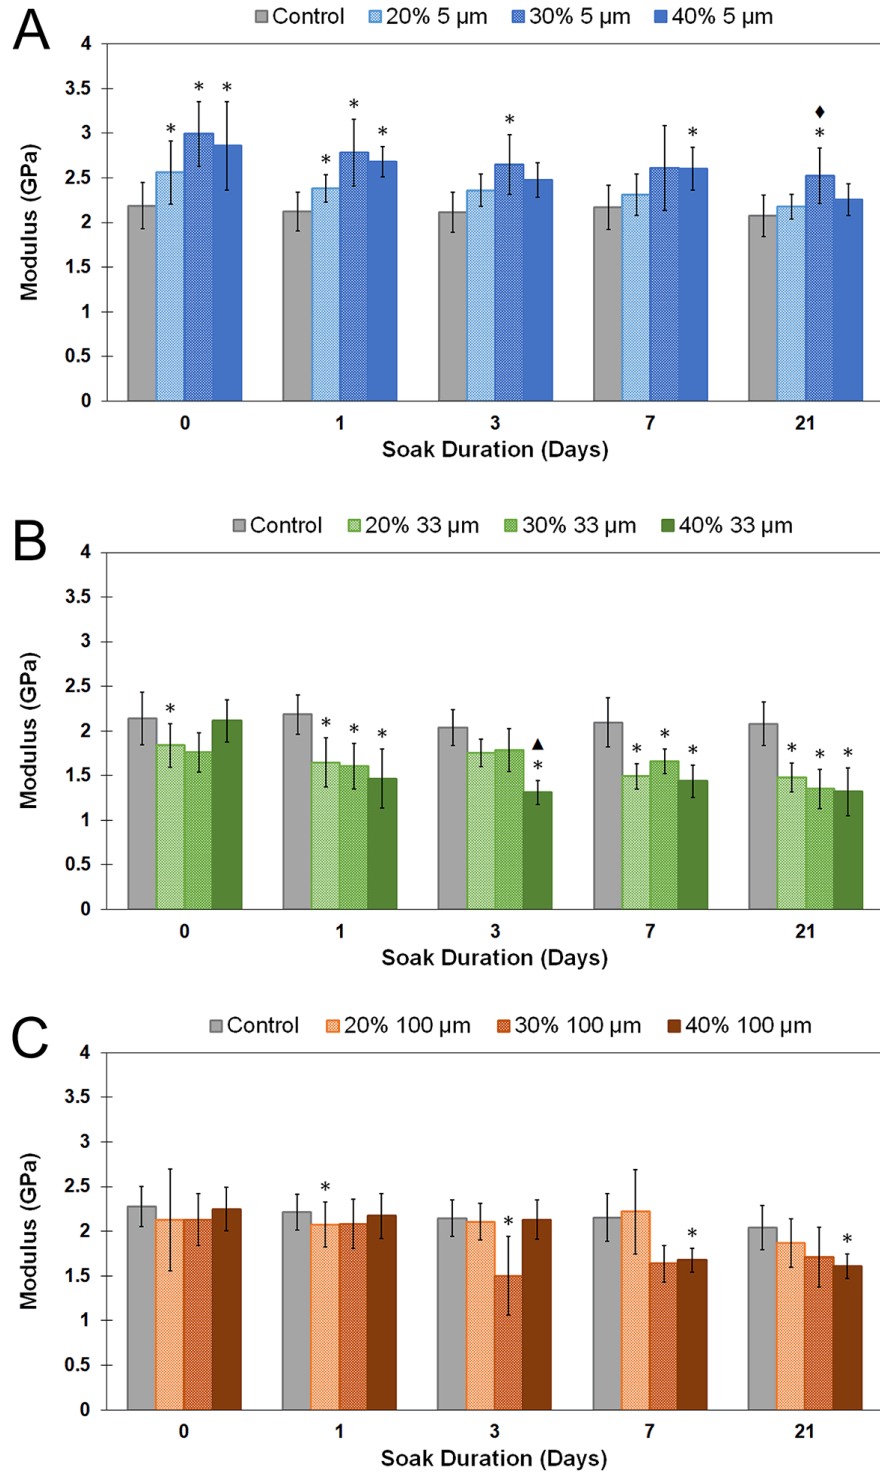 A
Control 20% 5 µm 30% 5 µm 40% 5 µm
4
3.5
*
* *
3
* * * * ♦
* *
2.5
2
1.5
1
0.5
0
Modulus (GPa)
0 1 3 7 21
Soak Duration (Days)
B
Control 20% 33 µm 30% 33 µm 40% 33 µm
4
3.5
3
2.5
*
2
* * * ▲ * * * * * * *
1.5
1
0.5
0
Modulus (GPa)
0 1 3 7 21
Soak Duration (Days)
C
Control 20% 100 µm 30% 100 µm 40% 100 µm
4
3.5
3
2.5
*
2
* * *
1.5
1
0.5
0
Modulus (GPa)
0 1 3 7 21
Soak Duration (Days)